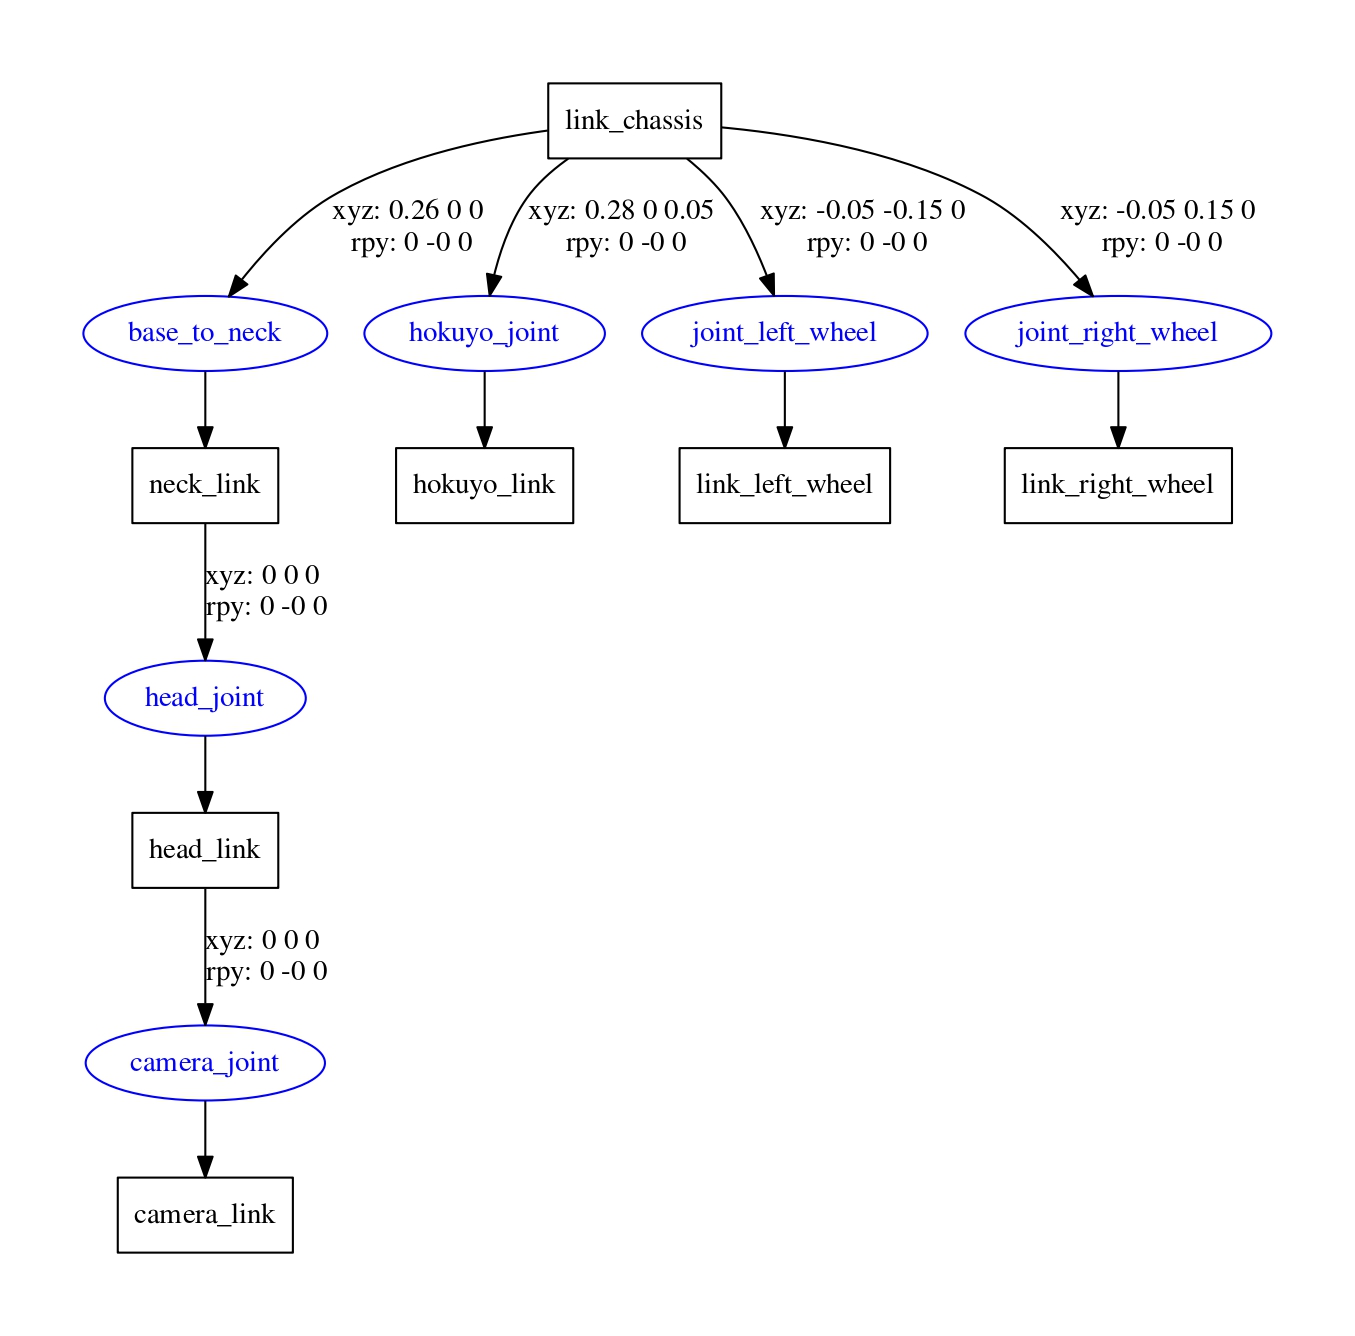 link_chassis
xyz: 0.26 0 0
rpy: 0 -0 0
xyz: 0.28 0 0.05
rpy: 0 -0 0
xyz: -0.05 -0.15 0
rpy: 0 -0 0
xyz: -0.05 0.15 0
rpy: 0 -0 0
base_to_neck
hokuyo_joint
joint_left_wheel
joint_right_wheel
neck_link
hokuyo_link
link_left_wheel
link_right_wheel
xyz: 0 0 0
rpy: 0 -0 0
head_joint
head_link
xyz: 0 0 0
rpy: 0 -0 0
camera_joint
camera_link